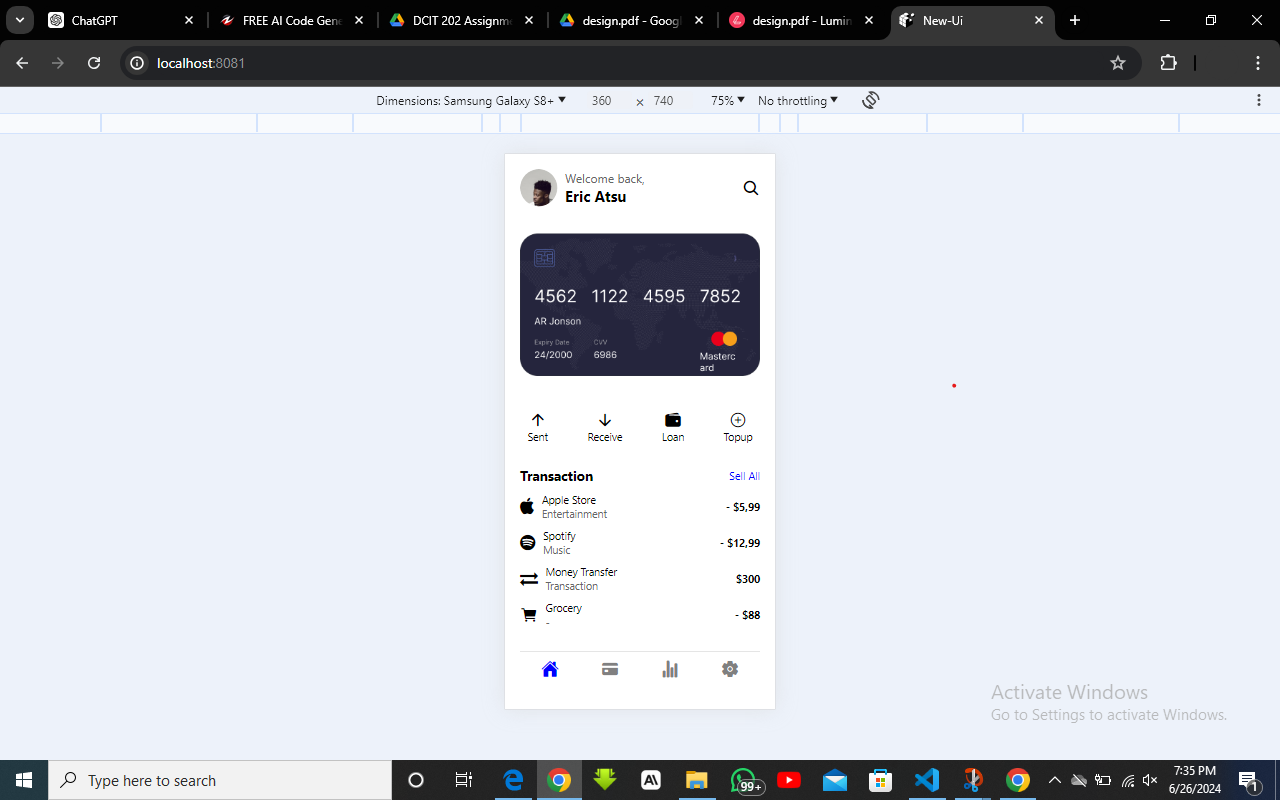 ChatGPT
FREE AI Code Gene
DCIT 202 Assignme
design.pdf - Googl
design.pdf - Lumin
New-Ui
localhost:8081
Dimensions: Samsung Galaxy S8+
360
×
740
75%
No throttling
Welcome back,
Eric Atsu
4562 1122 4595 7852
AR Jonson
Expiry Date
CVV
24/2000
6986
Masterc
ard
Sent
Receive
Loan
Topup
Transaction
Sell All
Apple Store
Entertainment
- $5,99
Spotify
Music
- $12,99
Money Transfer
Transaction
$300
Grocery
-
- $88
Activate Windows
Go to Settings to activate Windows.
Type here to search
99+
7:35 PM
6/26/2024
1